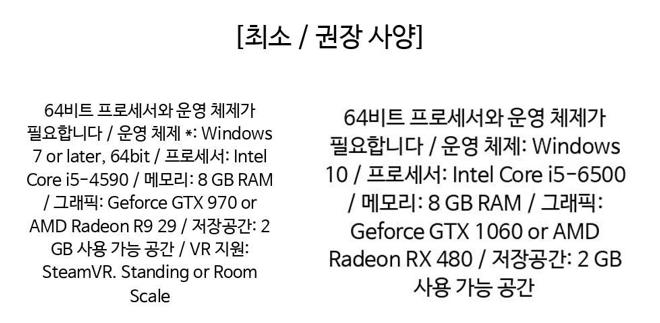 [최소 / 권장 사양]
64비트 프로세서와 운영 체제가
필요합니다 / 운영 체제 *: Windows
7 or later, 64bit / 프로세서: Intel
Core i5-4590 / 메모리: 8 GB RAM
/ 그래픽: Geforce GTX 970 or
AMD Radeon R9 29 / 저장공간: 2
GB 사용 가능 공간 / VR 지원:
SteamVR. Standing or Room
Scale
64비트 프로세서와 운영 체제가
필요합니다 / 운영 체제: Windows
10 / 프로세서: Intel Core i5-6500
/ 메모리: 8 GB RAM / 그래픽:
Geforce GTX 1060 or AMD
Radeon RX 480 / 저장공간: 2 GB
사용 가능 공간